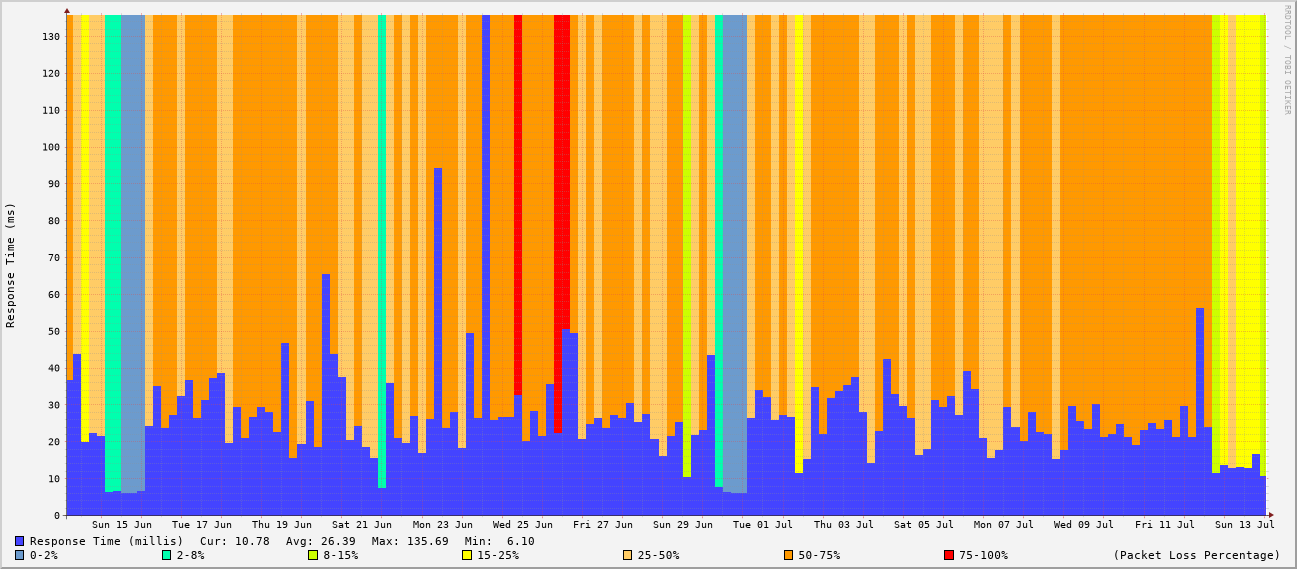 RRDTOOL / TOBI OETIKER
Response Time (ms)
130
120
110
100
90
80
70
60
50
40
30
20
10
0
Sun 15 Jun Tue 17 Jun Thu 19 Jun Sat 21 Jun Mon 23 Jun Wed 25 Jun Fri 27 Jun Sun 29 Jun Tue 01 Jul Thu 03 Jul Sat 05 Jul Mon 07 Jul Wed 09 Jul Fri 11 Jul Sun 13 Jul
Response Time (millis) Cur: 10.78 Avg: 26.39 Max: 135.69 Min: 6.10
0-2% 2-8% 8-15% 15-25% 25-50% 50-75% 75-100% (Packet Loss Percentage)